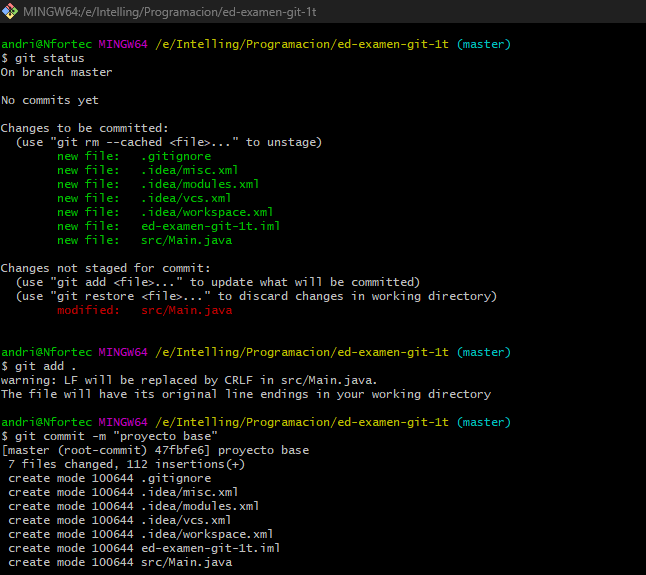 MINGW64:/e/Intelling/Programacion/ed-examen-git-1t
andri@Nfortec MINGW64 /e/Intelling/Programacion/ed-examen-git-1t (master)
$ git status
On branch master
No commits yet
Changes to be committed:
  (use "git rm --cached <file>..." to unstage)
        new file:   .gitignore
        new file:   .idea/misc.xml
        new file:   .idea/modules.xml
        new file:   .idea/vcs.xml
        new file:   .idea/workspace.xml
        new file:   ed-examen-git-1t.iml
        new file:   src/Main.java
Changes not staged for commit:
  (use "git add <file>..." to update what will be committed)
  (use "git restore <file>..." to discard changes in working directory)
        modified:   src/Main.java
andri@Nfortec MINGW64 /e/Intelling/Programacion/ed-examen-git-1t (master)
$ git add .
warning: LF will be replaced by CRLF in src/Main.java.
The file will have its original line endings in your working directory
andri@Nfortec MINGW64 /e/Intelling/Programacion/ed-examen-git-1t (master)
$ git commit -m "proyecto base"
[master (root-commit) 47fbfe6] proyecto base
 7 files changed, 112 insertions(+)
 create mode 100644 .gitignore
 create mode 100644 .idea/misc.xml
 create mode 100644 .idea/modules.xml
 create mode 100644 .idea/vcs.xml
 create mode 100644 .idea/workspace.xml
 create mode 100644 ed-examen-git-1t.iml
 create mode 100644 src/Main.java